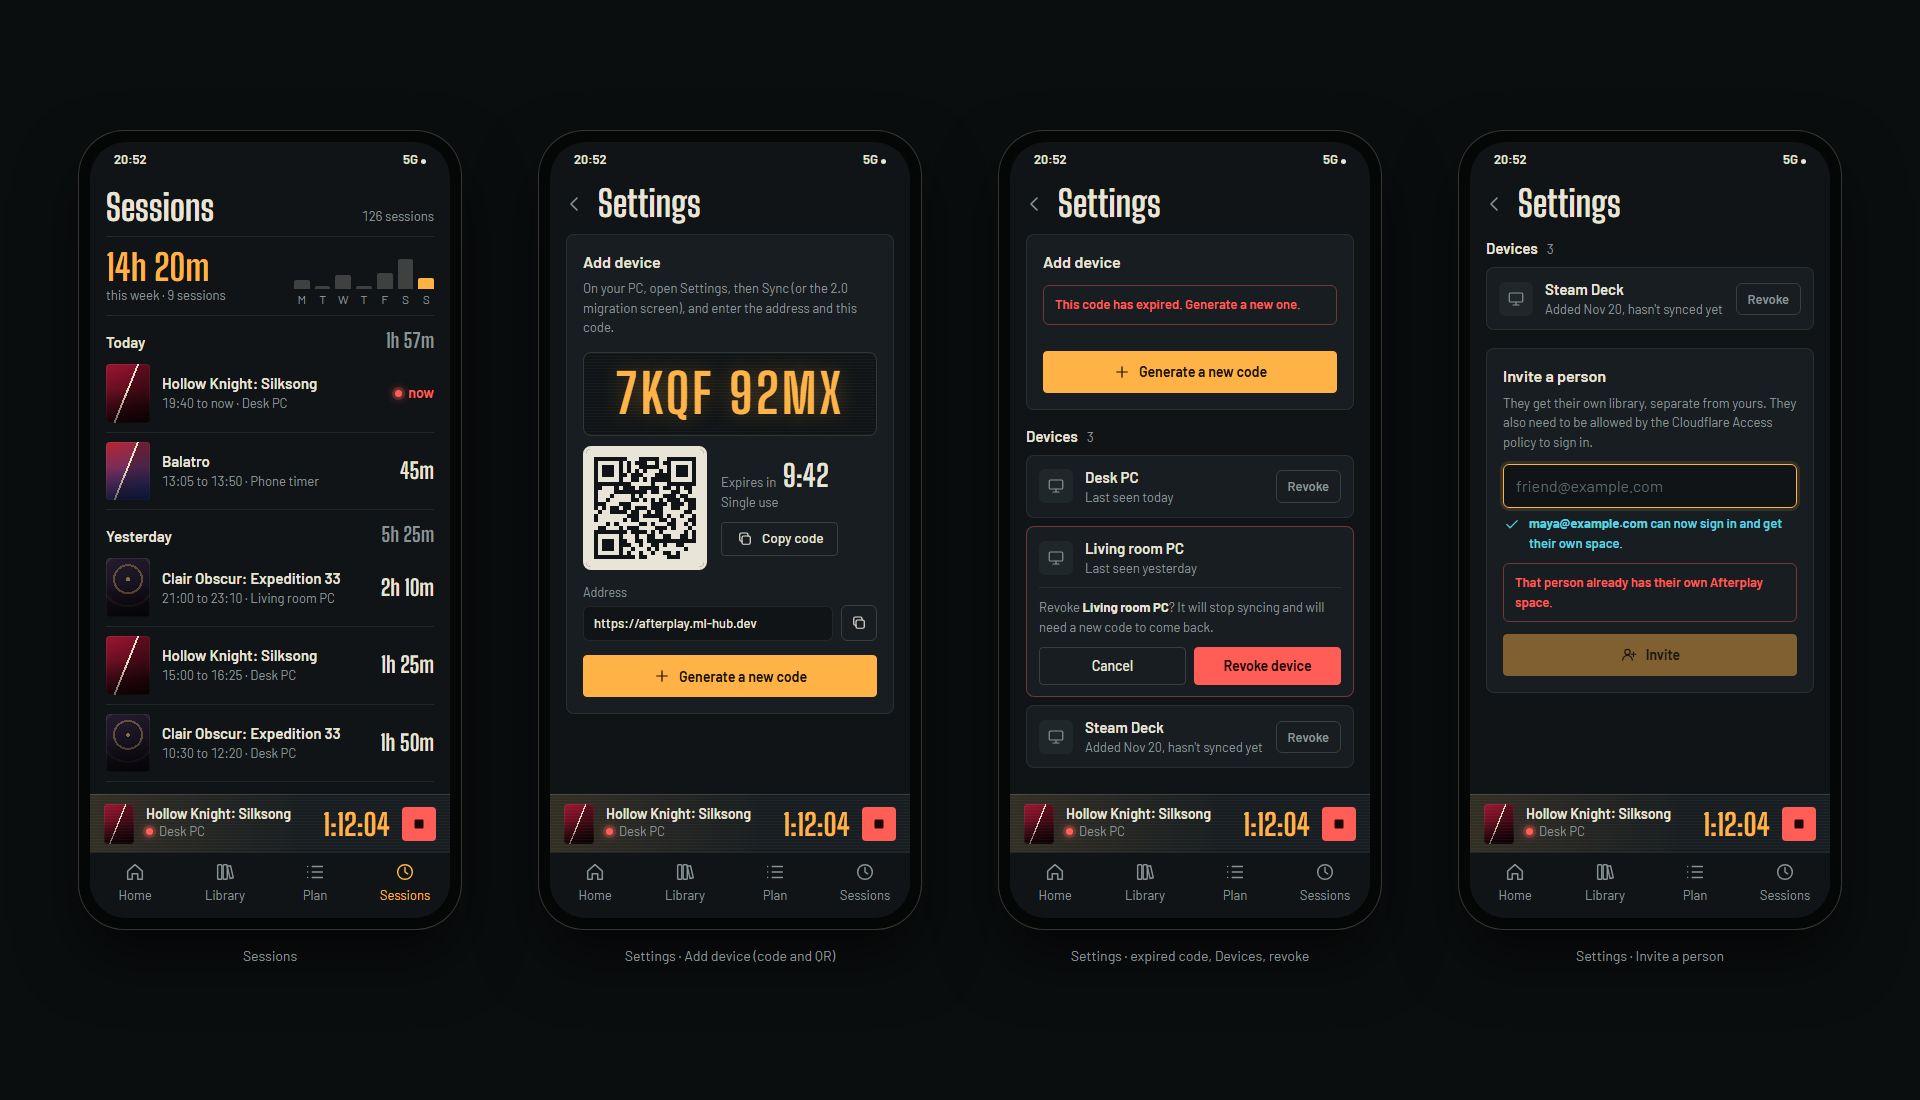 20:52
5G
Sessions
126 sessions
14h 20m
this week · 9 sessions
M T W T F S S
Today
1h 57m
Hollow Knight: Silksong
19:40 to now · Desk PC
now
Balatro
13:05 to 13:50 · Phone timer
45m
Yesterday
5h 25m
Clair Obscur: Expedition 33
21:00 to 23:10 · Living room PC
2h 10m
Hollow Knight: Silksong
15:00 to 16:25 · Desk PC
1h 25m
Clair Obscur: Expedition 33
10:30 to 12:20 · Desk PC
1h 50m
Hollow Knight: Silksong
Desk PC
1:12:04
Home
Library
Plan
Sessions
Sessions
20:52
5G
Settings
Add device
On your PC, open Settings, then Sync (or the 2.0
migration screen), and enter the address and this
code.
7KQF 92MX
Expires in 9:42
Single use
Copy code
Address
https://afterplay.ml-hub.dev
Generate a new code
Hollow Knight: Silksong
Desk PC
1:12:04
Home
Library
Plan
Sessions
Settings · Add device (code and QR)
20:52
5G
Settings
Add device
This code has expired. Generate a new one.
Generate a new code
Devices 3
Desk PC
Last seen today
Revoke
Living room PC
Last seen yesterday
Revoke Living room PC? It will stop syncing and will
need a new code to come back.
Cancel
Revoke device
Steam Deck
Added Nov 20, hasn't synced yet
Revoke
Hollow Knight: Silksong
Desk PC
1:12:04
Home
Library
Plan
Sessions
Settings · expired code, Devices, revoke
20:52
5G
Settings
Devices 3
Steam Deck
Added Nov 20, hasn't synced yet
Revoke
Invite a person
They get their own library, separate from yours. They
also need to be allowed by the Cloudflare Access
policy to sign in.
friend@example.com
maya@example.com can now sign in and get
their own space.
That person already has their own Afterplay
space.
Invite
Hollow Knight: Silksong
Desk PC
1:12:04
Home
Library
Plan
Sessions
Settings · Invite a person